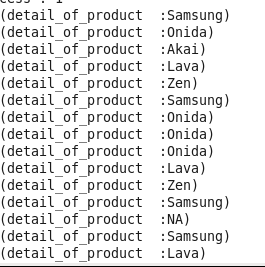 cess : 1
(detail_of_product  :Samsung)
(detail_of_product  :Onida)
(detail_of_product  :Akai)
(detail_of_product  :Lava)
(detail_of_product  :Zen)
(detail_of_product  :Samsung)
(detail_of_product  :Onida)
(detail_of_product  :Onida)
(detail_of_product  :Onida)
(detail_of_product  :Lava)
(detail_of_product  :Zen)
(detail_of_product  :Samsung)
(detail_of_product  :NA)
(detail_of_product  :Samsung)
(detail_of_product  :Lava)